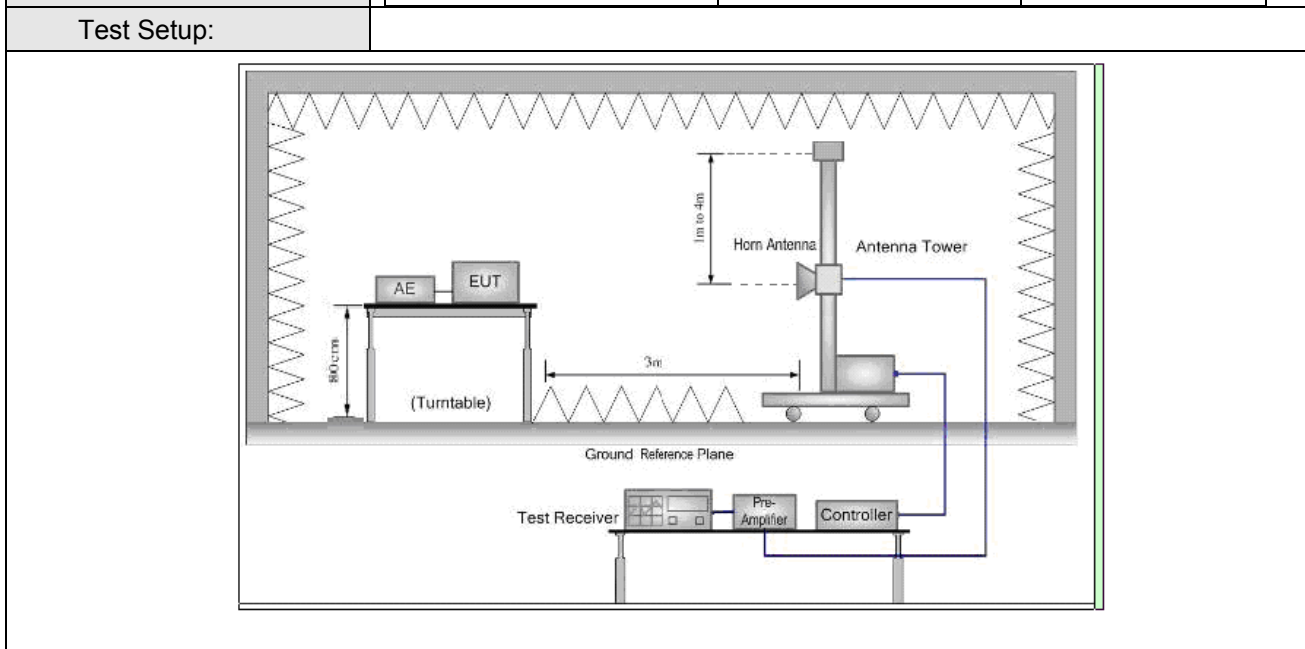 Test Setup:
1m to 4m
Horn Antenna
Antenna Tower
AE
EUT
80cm
3m
(Turntable)
Ground Reference Plane
Test Receiver
Pre-
Amplifier
Controller